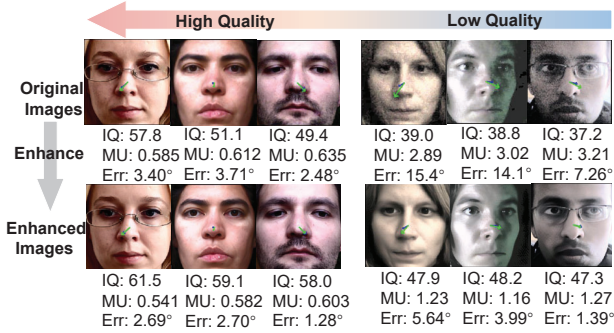 High Quality Low Quality
Original Images
IQ: 57.8 IQ: 51.1 IQ: 49.4 IQ: 39.0 IQ: 38.8 IQ: 37.2
Enhance MU: 0.585 MU: 0.612 MU: 0.635 MU: 2.89 MU: 3.02 MU: 3.21
Err: 3.40° Err: 3.71° Err: 2.48° Err: 15.4° Err: 14.1° Err: 7.26°
Enhanced Images
IQ: 61.5 IQ: 59.1 IQ: 58.0 IQ: 47.9 IQ: 48.2 IQ: 47.3
MU: 0.541 MU: 0.582 MU: 0.603 MU: 1.23 MU: 1.16 MU: 1.27
Err: 2.69° Err: 2.70° Err: 1.28° Err: 5.64° Err: 3.99° Err: 1.39°